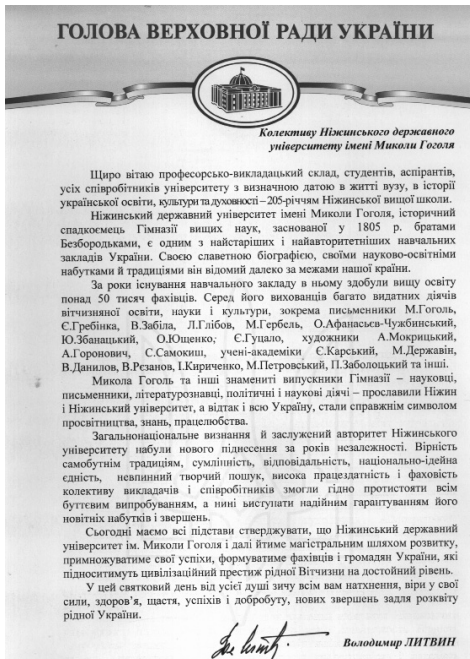 ГОЛОВА ВЕРХОВНОЇ РАДИ УКРАЇНИ
Колективу Ніжинського державного
університету імені Миколи Гоголя
Щиро вітаю професорсько-викладацький склад, студентів, аспірантів,
усіх співробітників університету з визначною датою в житті вузу, в історії
української освіти, культури та духовності – 205-річчям Ніжинської вищої школи.
Ніжинський державний університет імені Миколи Гоголя, історичний
спадкоємець Гімназії вищих наук, заснованої у 1805 р. братами
Безбородьками, є одним з найстаріших і найавторитетніших навчальних
закладів України. Своєю славетною біографією, своїми науково-освітніми
набутками й традиціями він відомий далеко за межами нашої країни.
За роки існування навчального закладу в ньому здобули вищу освіту
понад 50 тисяч фахівців. Серед його вихованців багато видатних діячів
вітчизняної освіти, науки і культури, зокрема письменники М.Гоголь,
Є.Гребінка, В.Забіла, Л.Глібов, М.Гербель, О.Афанасьєв-Чужбинський,
Ю.Збанацький, О.Ющенко, Є.Гуцало, художники А.Мокрицький,
А.Горонович, С.Самокиш, учені-академіки Є.Карський, М.Державін,
В.Данилов, В.Рєзанов, І.Кириченко, М.Петровський, П.Заболоцький та інші.
Микола Гоголь та інші знамениті випускники Гімназії – науковці,
письменники, літературознавці, політичні і наукові діячі – прославили Ніжин
і Ніжинський університет, а відтак і всю Україну, стали справжнім символом
просвітництва, знань, працелюбства.
Загальнонаціональне визнання й заслужений авторитет Ніжинського
університету набули нового піднесення за років незалежності. Вірність
самобутнім традиціям, сумлінність, відповідальність, національно-ідейна
єдність, невпинний творчий пошук, висока працездатність і фаховість
колективу викладачів і співробітників змогли гідно протистояти всім
буттєвим випробуванням, а нині виступати надійним гарантуванням його
новітніх набутків і звершень.
Сьогодні маємо всі підстави стверджувати, що Ніжинський державний
університет ім. Миколи Гоголя і далі йтиме магістральним шляхом розвитку,
примножуватиме свої успіхи, формуватиме фахівців і громадян України, які
підноситимуть цивілізаційний престиж рідної Вітчизни на достойний рівень.
У цей святковий день від усієї душі зичу всім вам натхнення, віри у свої
сили, здоров’я, щастя, успіхів і добробуту, нових звершень задля розквіту
рідної України.
Володимир ЛИТВИН